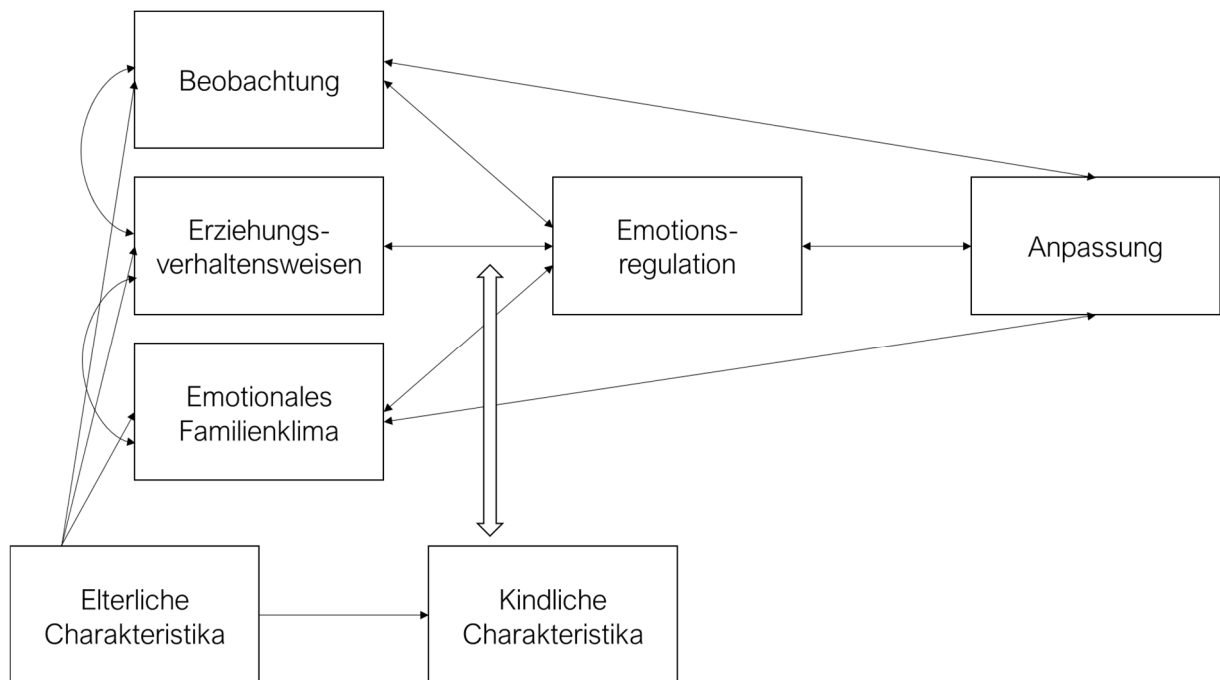 Beobachtung
Erziehungs-
verhaltensweisen
Emotionales
Familienklima
Emotions-
regulation
Anpassung
Elterliche
Charakteristika
Kindliche
Charakteristika